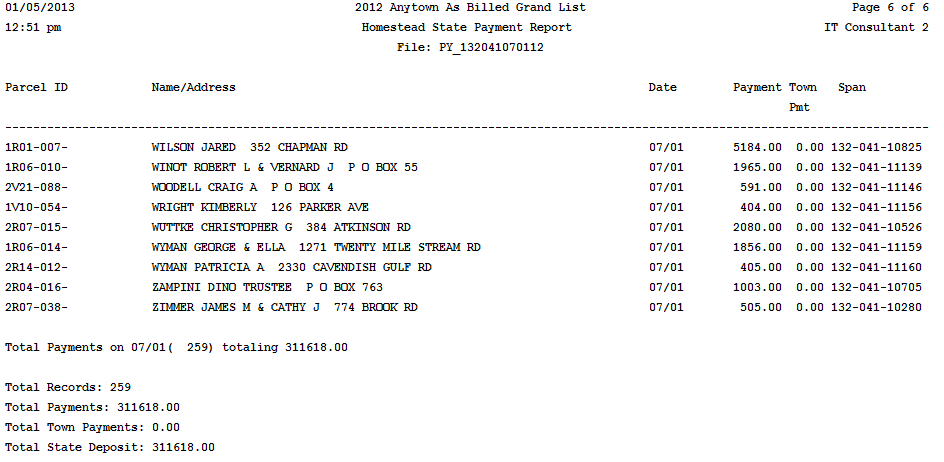 01/05/2013 2012 Anytown As Billed Grand List Page 6 of 6
12:51 pm Homestead State Payment Report IT Consultant 2
File: PY_132041070112
Parcel ID Name/Address Date Payment Town Span
Pmt
1R01-007- WILSON JARED 352 CHAPMAN RD 07/01 5184.00 0.00 132-041-10825
1R06-010- WINOT ROBERT L & VERNARD J P O BOX 55 07/01 1965.00 0.00 132-041-11139
2V21-088- WOODELL CRAIG A P O BOX 4 07/01 591.00 0.00 132-041-11146
1V10-054- WRIGHT KIMBERLY 126 PARKER AVE 07/01 404.00 0.00 132-041-11156
2R07-015- WUTTKE CHRISTOPHER G 384 ATKINSON RD 07/01 2080.00 0.00 132-041-10526
1R06-014- WYMAN GEORGE & ELLA 1271 TWENTY MILE STREAM RD 07/01 1856.00 0.00 132-041-11159
2R14-012- WYMAN PATRICIA A 2330 CAVENDISH GULF RD 07/01 405.00 0.00 132-041-11160
2R04-016- ZAMPINI DINO TRUSTEE P O BOX 763 07/01 1003.00 0.00 132-041-10705
2R07-038- ZIMMER JAMES M & CATHY J 774 BROOK RD 07/01 505.00 0.00 132-041-10280
Total Payments on 07/01( 259) totaling 311618.00
Total Records: 259
Total Payments: 311618.00
Total Town Payments: 0.00
Total State Deposit: 311618.00